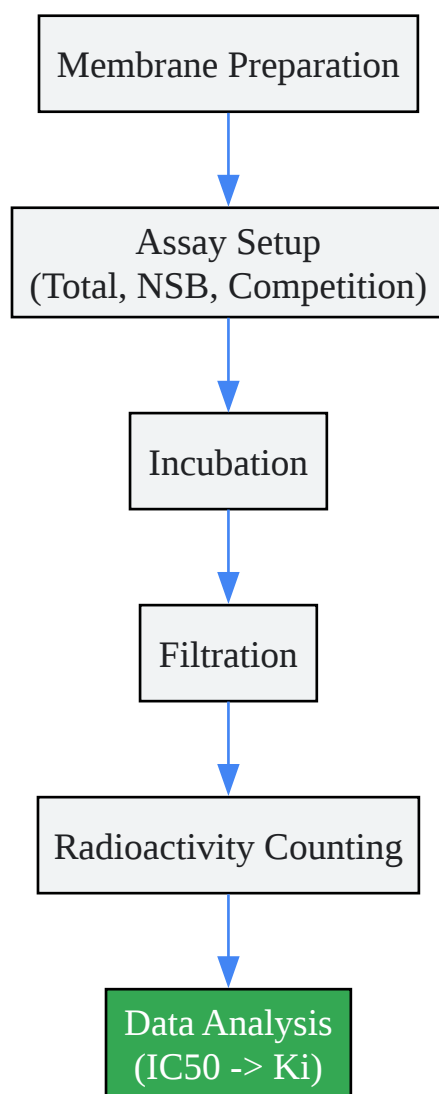 Membrane Preparation
Assay Setup
(Total, NSB, Competition)
Incubation
Filtration
Radioactivity Counting
Data Analysis
(IC50 -> Ki)